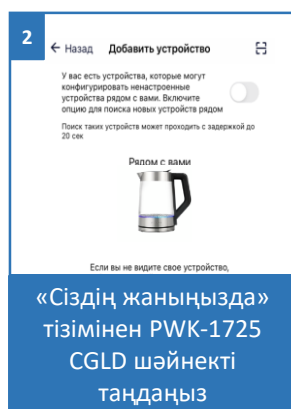 2
← Назад Добавить устройство
У вас есть устройства, которые могут
конфигурировать ненастроенные
устройства рядом с вами. Включите
опцию для поиска новых устройств рядом
Поиск таких устройств может проходить с задержкой до
20 сек
Рядом с вами
Если вы не видите свое устройство,
«Сіздің жаныңызда»
тізімінен PWK-1725
CGLD шәйнекті
таңдаңыз